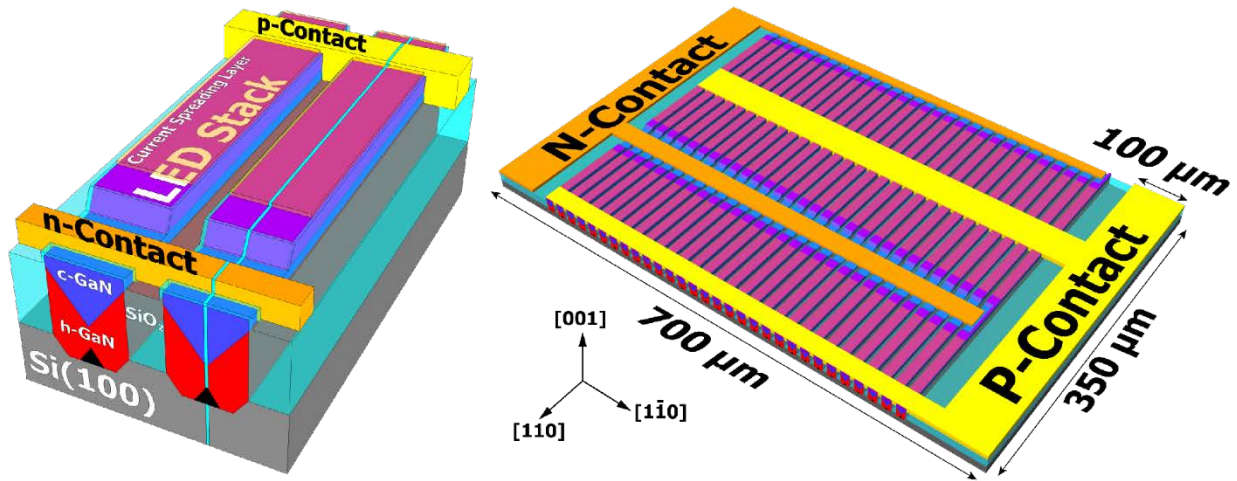 p-Contact
Current Spreading Layer
LED Stack
n-Contact
c-GaN
h-GaN
SiO₂
Si(100)
N-Contact
100 µm
P-Contact
700 µm
350 µm
[001]
[110]
[11̄0]